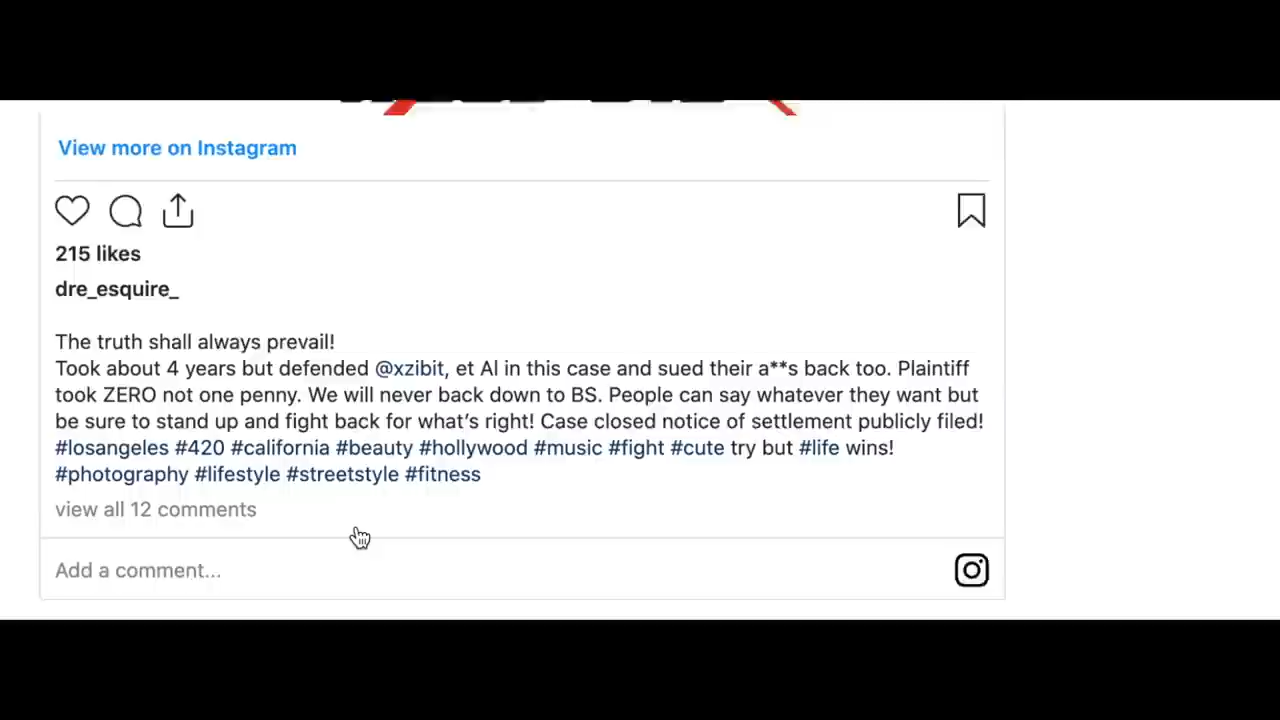 View more on Instagram
215 likes
dre_esquire_
The truth shall always prevail!
Took about 4 years but defended @xzibit, et Al in this case and sued their a**s back too. Plaintiff
took ZERO not one penny. We will never back down to BS. People can say whatever they want but
be sure to stand up and fight back for what’s right! Case closed notice of settlement publicly filed!
#losangeles #420 #california #beauty #hollywood #music #fight #cute try but #life wins!
#photography #lifestyle #streetstyle #fitness
view all 12 comments
Add a comment...